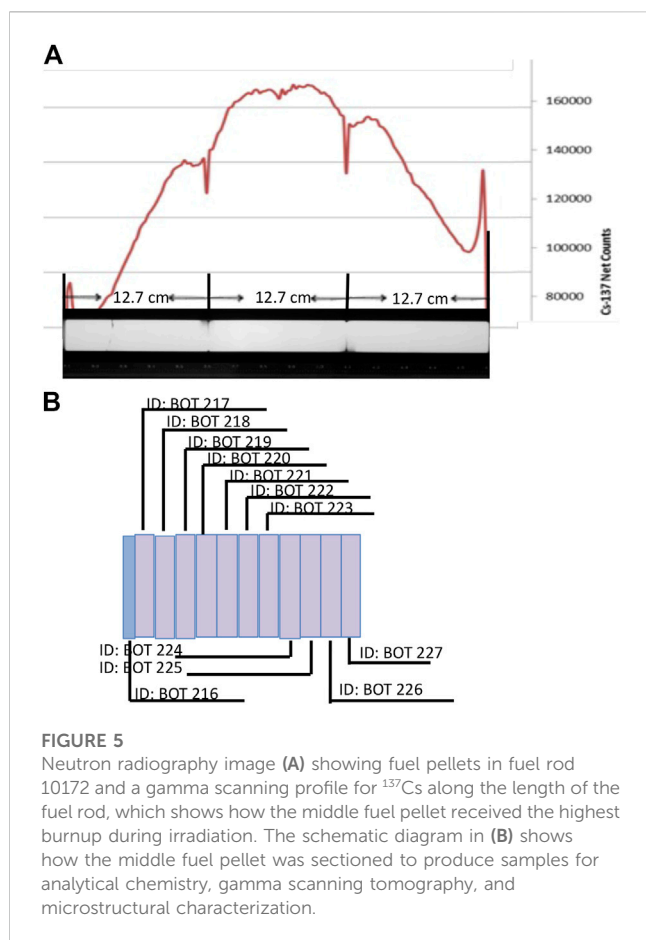 A
160000
140000
120000
100000
80000
Cs-137 Net Counts
12.7 cm
12.7 cm
12.7 cm
B
ID: BOT 217
ID: BOT 218
ID: BOT 219
ID: BOT 220
ID: BOT 221
ID: BOT 222
ID: BOT 223
ID: BOT 224
ID: BOT 225
ID: BOT 216
ID: BOT 227
ID: BOT 226
FIGURE 5
Neutron radiography image (A) showing fuel pellets in fuel rod
10172 and a gamma scanning profile for ¹³⁷Cs along the length of the
fuel rod, which shows how the middle fuel pellet received the highest
burnup during irradiation. The schematic diagram in (B) shows
how the middle fuel pellet was sectioned to produce samples for
analytical chemistry, gamma scanning tomography, and
microstructural characterization.